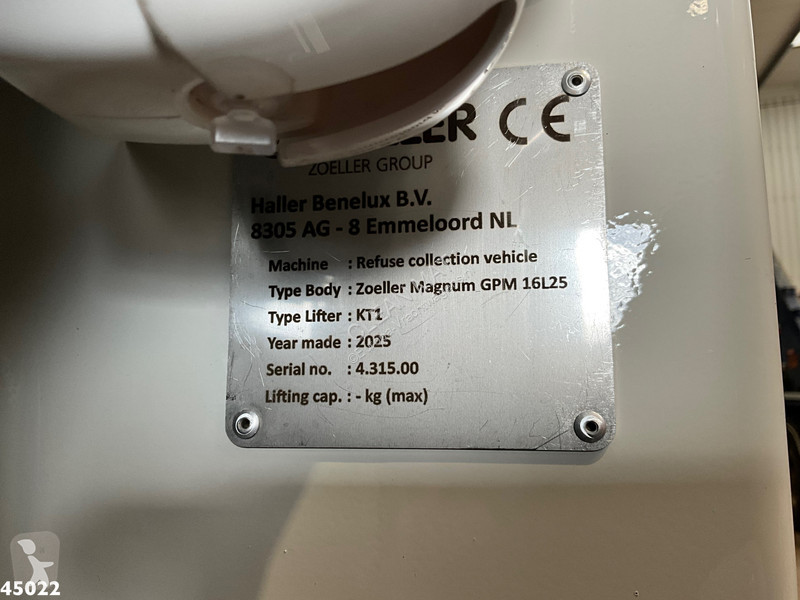 CE
ZOELLER GROUP
Haller Benelux B.V.
8305 AG - 8 Emmeloord NL
Machine : Refuse collection vehicle
Type Body : Zoeller Magnum GPM 16L25
Type Lifter : KT1
Year made : 2025
Serial no. : 4.315.00
Lifting cap. : - kg (max)
45022